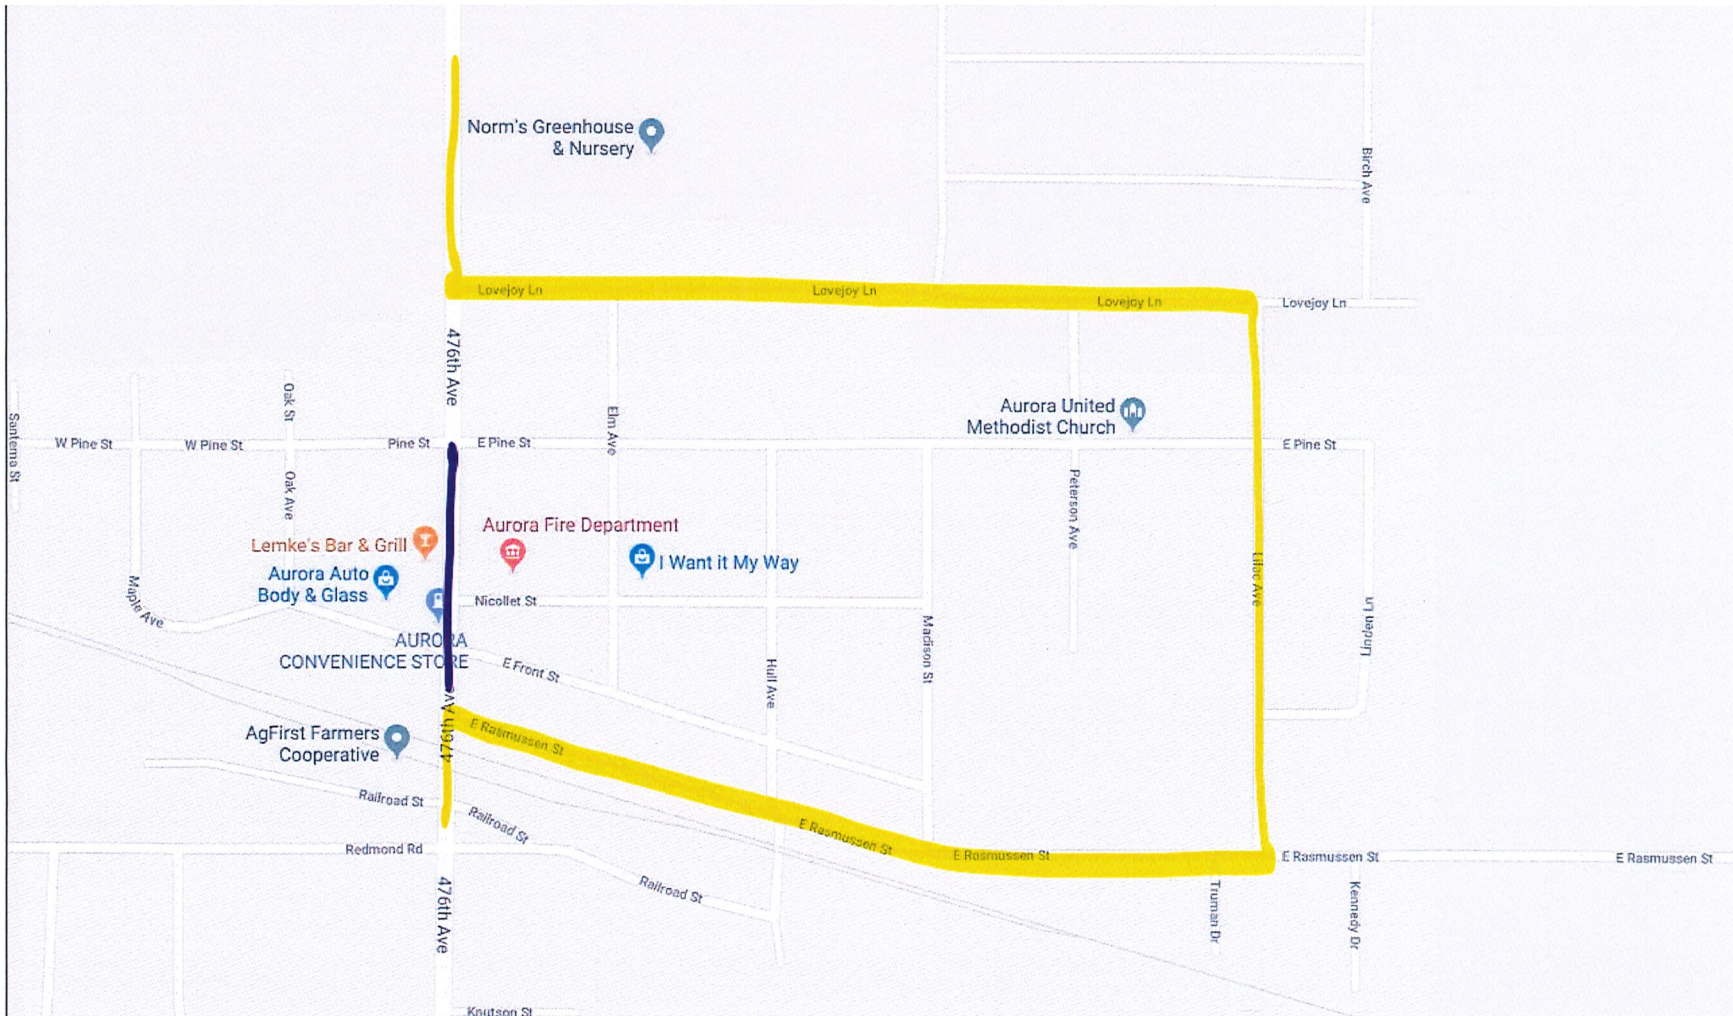 Norm's Greenhouse
& Nursery
Birch Ave
Lovejoy Ln
Lovejoy Ln
Lovejoy Ln
Lovejoy Ln
476th Ave
Oak St
Elm Ave
Aurora United
Methodist Church
Santema St
W Pine St
W Pine St
Pine St
E Pine St
E Pine St
Oak Ave
Peterson Ave
Aurora Fire Department
Lemke's Bar & Grill
I Want it My Way
Aurora Auto
Body & Glass
Lilac Ave
Maple Ave
Nicollet St
Linden Ln
AURORA
CONVENIENCE STORE
Madison St
E Front St
Hull Ave
476th Av
E Rasmussen St
AgFirst Farmers
Cooperative
Railroad St
Railroad St
E Rasmussen St
Redmond Rd
E Rasmussen St
E Rasmussen St
E Rasmussen St
476th Ave
Railroad St
Truman Dr
Kennedy Dr
Knutson St